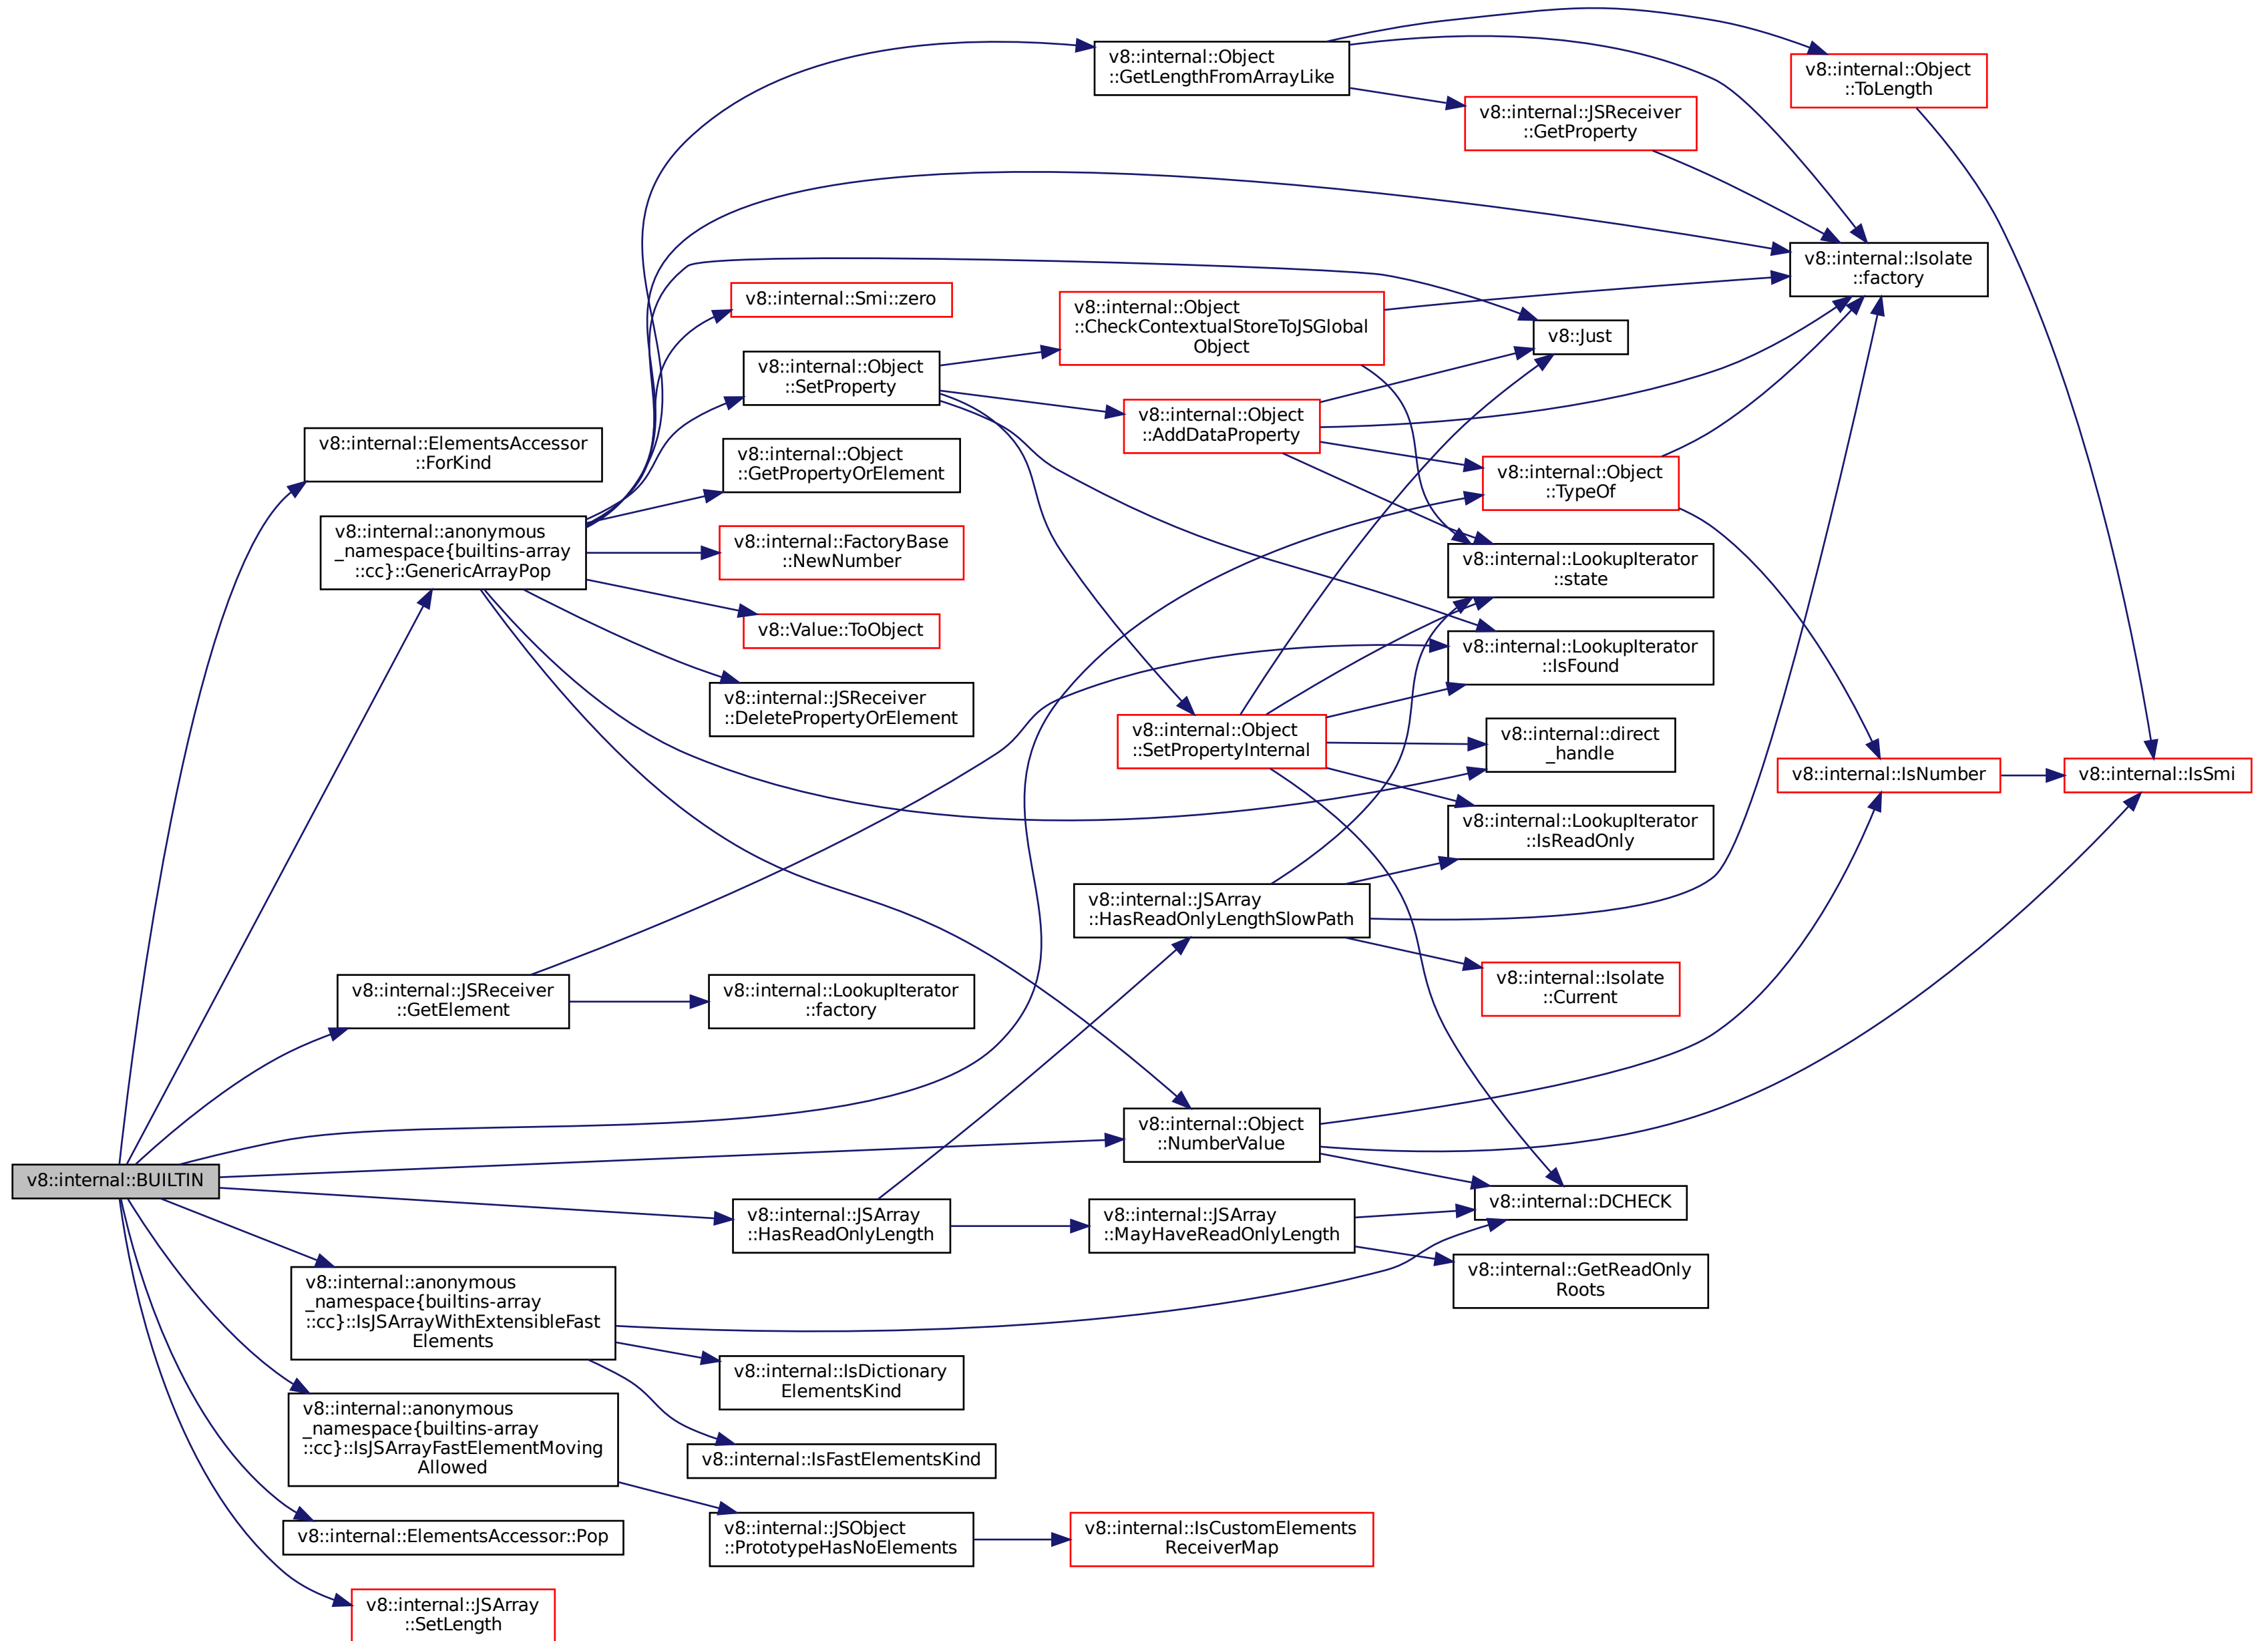 v8::internal::BUILTIN
v8::internal::ElementsAccessor
::ForKind
v8::internal::anonymous
_namespace{builtins-array
::cc}::GenericArrayPop
v8::internal::JSReceiver
::GetElement
v8::internal::anonymous
_namespace{builtins-array
::cc}::IsJSArrayWithExtensibleFast
Elements
v8::internal::anonymous
_namespace{builtins-array
::cc}::IsJSArrayFastElementMoving
Allowed
v8::internal::ElementsAccessor::Pop
v8::internal::JSArray
::SetLength
v8::internal::Smi::zero
v8::internal::Object
::SetProperty
v8::internal::Object
::GetPropertyOrElement
v8::internal::FactoryBase
::NewNumber
v8::Value::ToObject
v8::internal::JSReceiver
::DeletePropertyOrElement
v8::internal::LookupIterator
::factory
v8::internal::JSArray
::HasReadOnlyLength
v8::internal::IsDictionary
ElementsKind
v8::internal::IsFastElementsKind
v8::internal::JSObject
::PrototypeHasNoElements
v8::internal::Object
::GetLengthFromArrayLike
v8::internal::Object
::CheckContextualStoreToJSGlobal
Object
v8::internal::Object
::AddDataProperty
v8::internal::Object
::SetPropertyInternal
v8::internal::JSArray
::HasReadOnlyLengthSlowPath
v8::internal::Object
::NumberValue
v8::internal::JSArray
::MayHaveReadOnlyLength
v8::internal::IsCustomElements
ReceiverMap
v8::internal::JSReceiver
::GetProperty
v8::Just
v8::internal::Object
::TypeOf
v8::internal::LookupIterator
::state
v8::internal::LookupIterator
::IsFound
v8::internal::direct
_handle
v8::internal::LookupIterator
::IsReadOnly
v8::internal::Isolate
::Current
v8::internal::DCHECK
v8::internal::GetReadOnly
Roots
v8::internal::Object
::ToLength
v8::internal::Isolate
::factory
v8::internal::IsNumber
v8::internal::IsSmi